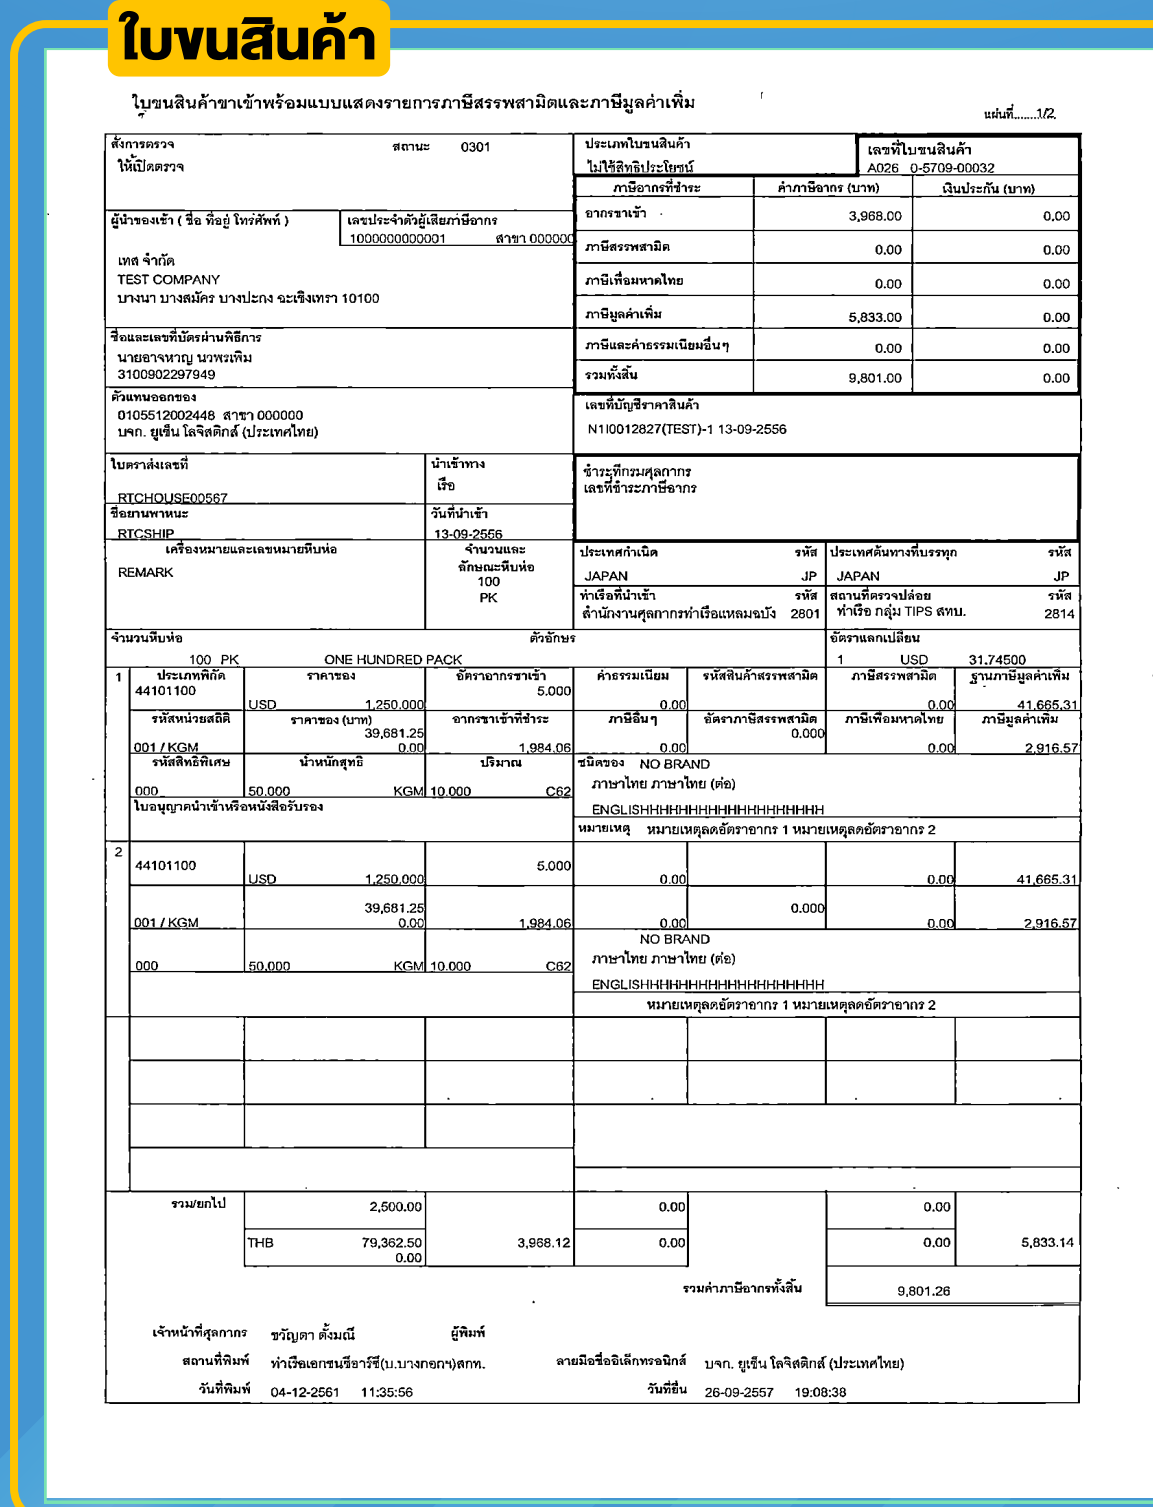 ใบขนสินค้า
ใบขนสินค้าขาเข้าพร้อมแบบแสดงรายการภาษีสรรพสามิตและภาษีมูลค่าเพิ่ม
แผ่นที่.......1/2.
สั่งการตรวจ สถานะ 0301
ให้เปิดตรวจ
ประเภทใบขนสินค้า
ไม่ใช้สิทธิประโยชน์
เลขที่ใบขนสินค้า
A026 0-5709-00032
ภาษีอากรที่ชำระ ค่าภาษีอากร (บาท) เงินประกัน (บาท)
อากรขาเข้า 3,968.00 0.00
ภาษีสรรพสามิต 0.00 0.00
ภาษีเพื่อมหาดไทย 0.00 0.00
ภาษีมูลค่าเพิ่ม 5,833.00 0.00
ภาษีและค่าธรรมเนียมอื่นๆ 0.00 0.00
รวมทั้งสิ้น 9,801.00 0.00
ผู้นำของเข้า ( ชื่อ ที่อยู่ โทรศัพท์ ) เลขประจำตัวผู้เสียภาษีอากร
1000000000001 สาขา 000000
เทส จำกัด
TEST COMPANY
บางนา บางสมัคร บางปะกง ฉะเชิงเทรา 10100
ชื่อและเลขที่บัตรผ่านพิธีการ
นายอาจหาญ นวพรเพิ่ม
3100902297949
ตัวแทนออกของ
0105512002448 สาขา 000000
บจก. ยูเซ็น โลจิสติกส์ (ประเทศไทย)
เลขที่บัญชีราคาสินค้า
N1I0012827(TEST)-1 13-09-2556
ใบตราส่งเลขที่ นำเข้าทาง
RTCHOUSE00567 เรือ
ชื่อยานพาหนะ วันที่นำเข้า
RTCSHIP 13-09-2556
ชำระที่กรมศุลกากร
เลขที่ชำระภาษีอากร
เครื่องหมายและเลขหมายหีบห่อ จำนวนและ
ลักษณะหีบห่อ
REMARK 100
PK
ประเทศกำเนิด รหัส ประเทศต้นทางที่บรรทุก รหัส
JAPAN JP JAPAN JP
ท่าเรือที่นำเข้า รหัส สถานที่ตรวจปล่อย รหัส
สำนักงานศุลกากรท่าเรือแหลมฉบัง 2801 ท่าเรือ กลุ่ม TIPS สทบ. 2814
จำนวนหีบห่อ ตัวอักษร อัตราแลกเปลี่ยน
100 PK ONE HUNDRED PACK 1 USD 31.74500
1 ประเภทพิกัด ราคาของ อัตราอากรขาเข้า ค่าธรรมเนียม รหัสสินค้าสรรพสามิต ภาษีสรรพสามิต ฐานภาษีมูลค่าเพิ่ม
44101100 USD 1,250.000 5.000 0.00 0.00 41,665.31
รหัสหน่วยสถิติ ราคาของ (บาท) อากรขาเข้าที่ชำระ ภาษีอื่นๆ อัตราภาษีสรรพสามิต ภาษีเพื่อมหาดไทย ภาษีมูลค่าเพิ่ม
39,681.25 0.000
001 / KGM 0.00 1,984.06 0.00 0.00 2,916.57
รหัสสิทธิพิเศษ น้ำหนักสุทธิ ปริมาณ ชนิดของ NO BRAND
000 50.000 KGM 10.000 C62 ภาษาไทย ภาษาไทย (ต่อ)
ใบอนุญาตนำเข้าหรือหนังสือรับรอง ENGLISHHHHHHHHHHHHHHHHHHH
หมายเหตุ หมายเหตุลดอัตราอากร 1 หมายเหตุลดอัตราอากร 2
2 44101100 USD 1,250.000 5.000 0.00 0.00 41,665.31
39,681.25 0.000
001 / KGM 0.00 1,984.06 0.00 0.00 2,916.57
NO BRAND
000 50.000 KGM 10.000 C62 ภาษาไทย ภาษาไทย (ต่อ)
ENGLISHHHHHHHHHHHHHHHHHHH
หมายเหตุลดอัตราอากร 1 หมายเหตุลดอัตราอากร 2
รวม/ยกไป 2,500.00 0.00 0.00
THB 79,362.50 3,968.12 0.00 0.00 5,833.14
0.00
รวมค่าภาษีอากรทั้งสิ้น 9,801.26
เจ้าหน้าที่ศุลกากร ขวัญตา ตั้งมณี ผู้พิมพ์
สถานที่พิมพ์ ท่าเรือเอกชนซีอาร์ซี(บ.บางกอกฯ)สกท. ลายมือชื่ออิเล็กทรอนิกส์ บจก. ยูเซ็น โลจิสติกส์ (ประเทศไทย)
วันที่พิมพ์ 04-12-2561 11:35:56 วันที่ยื่น 26-09-2557 19:08:38